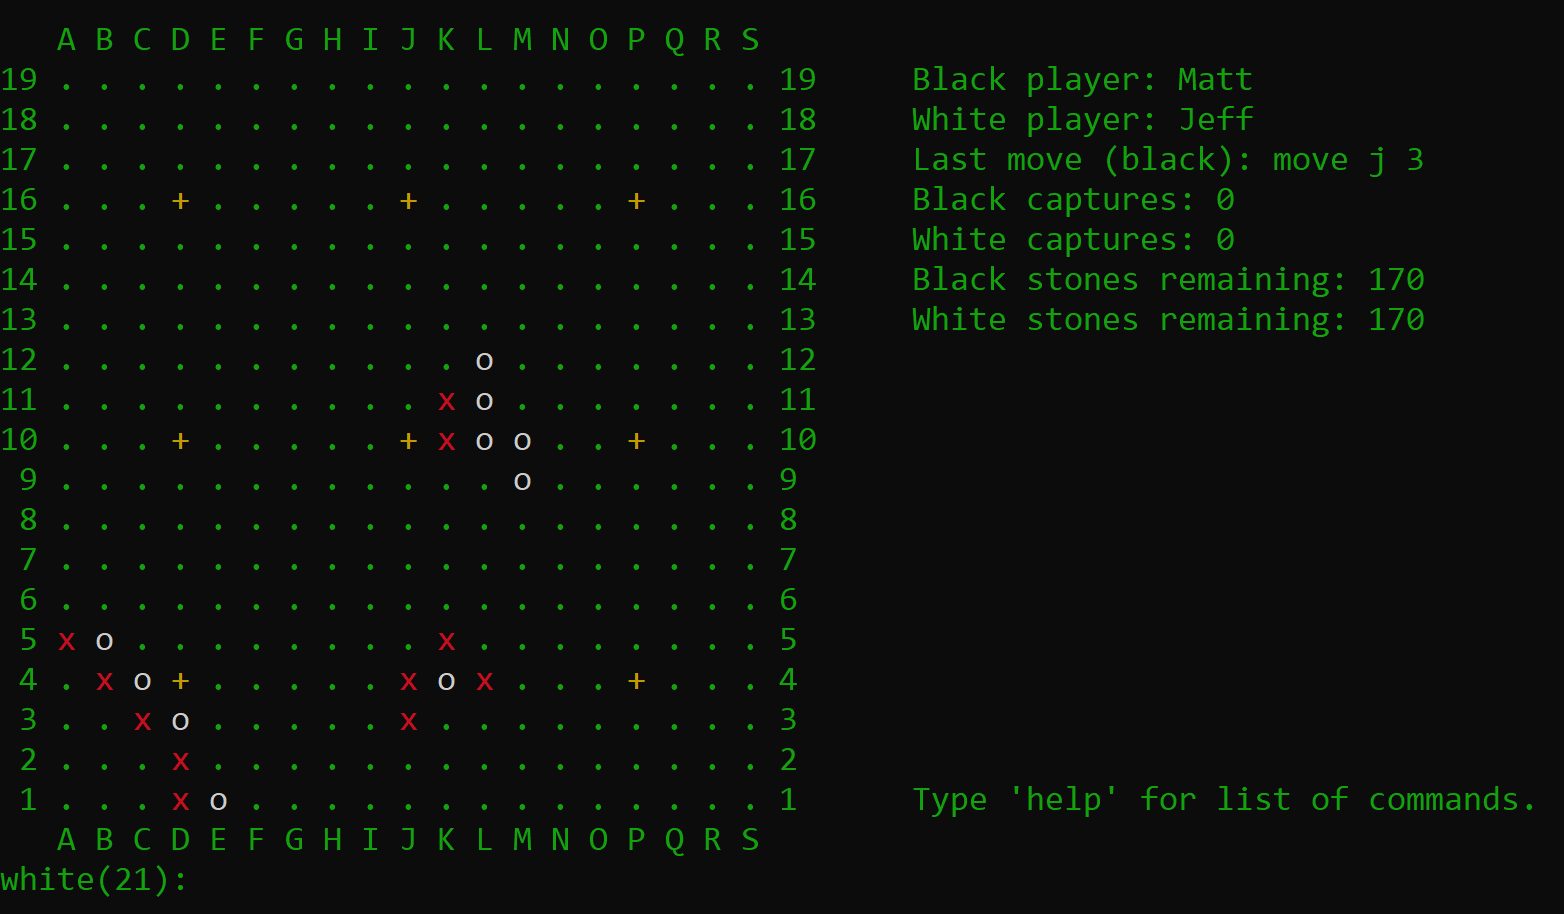 A B C D E F G H I J K L M N O P Q R S
19 . . . . . . . . . . . . . . . . . . . 19 Black player: Matt
18 . . . . . . . . . . . . . . . . . . . 18 White player: Jeff
17 . . . . . . . . . . . . . . . . . . . 17 Last move (black): move j 3
16 . . . + . . . . . + . . . . . + . . . 16 Black captures: 0
15 . . . . . . . . . . . . . . . . . . . 15 White captures: 0
14 . . . . . . . . . . . . . . . . . . . 14 Black stones remaining: 170
13 . . . . . . . . . . . . . . . . . . . 13 White stones remaining: 170
12 . . . . . . . . . . . o . . . . . . . 12
11 . . . . . . . . . . x o . . . . . . . 11
10 . . . + . . . . . + x o o . . + . . . 10
9 . . . . . . . . . . . . o . . . . . . 9
8 . . . . . . . . . . . . . . . . . . . 8
7 . . . . . . . . . . . . . . . . . . . 7
6 . . . . . . . . . . . . . . . . . . . 6
5 x o . . . . . . . . x . . . . . . . . 5
4 . x o + . . . . . x o x . . . + . . . 4
3 . . x o . . . . . x . . . . . . . . . 3
2 . . . x . . . . . . . . . . . . . . . 2
1 . . . x o . . . . . . . . . . . . . . 1 Type 'help' for list of commands.
A B C D E F G H I J K L M N O P Q R S
white(21):